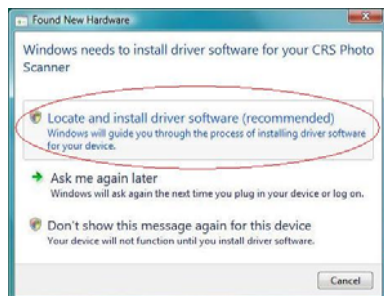 Found New Hardware
Windows needs to install driver software for your CRS Photo
Scanner
Locate and install driver software (recommended)
Windows will guide you through the process of installing driver software
for your device.
Ask me again later
Windows will ask again the next time you plug in your device or log on.
Don't show this message again for this device
Your device will not function until you install driver software.
Cancel